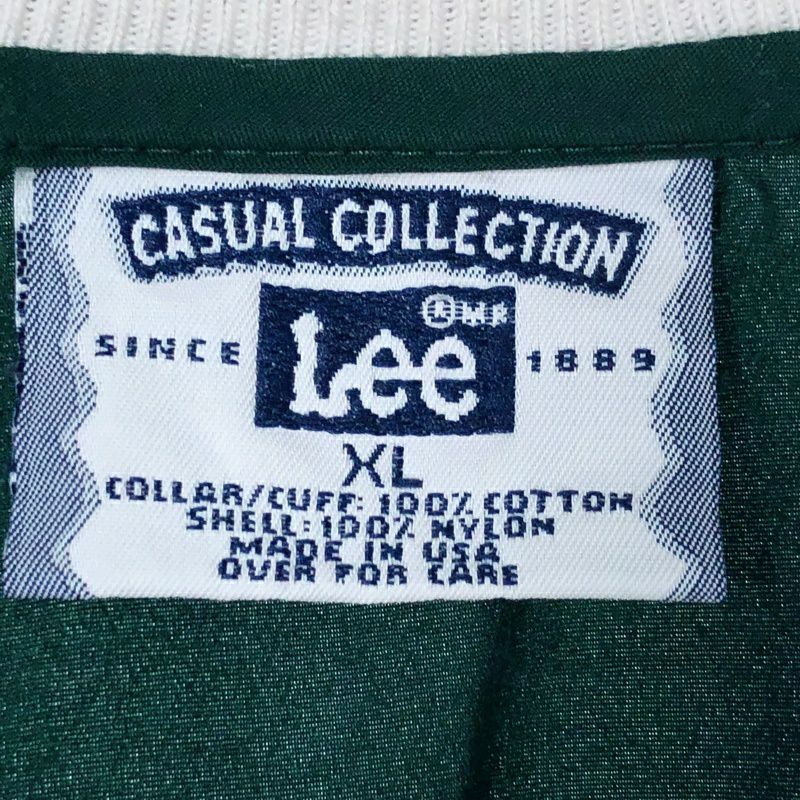 CASUAL COLLECTION
® MR
SINCE Lee 1889
XL
COLLAR/CUFF: 100% COTTON
SHELL: 100% NYLON
MADE IN USA
OVER FOR CARE